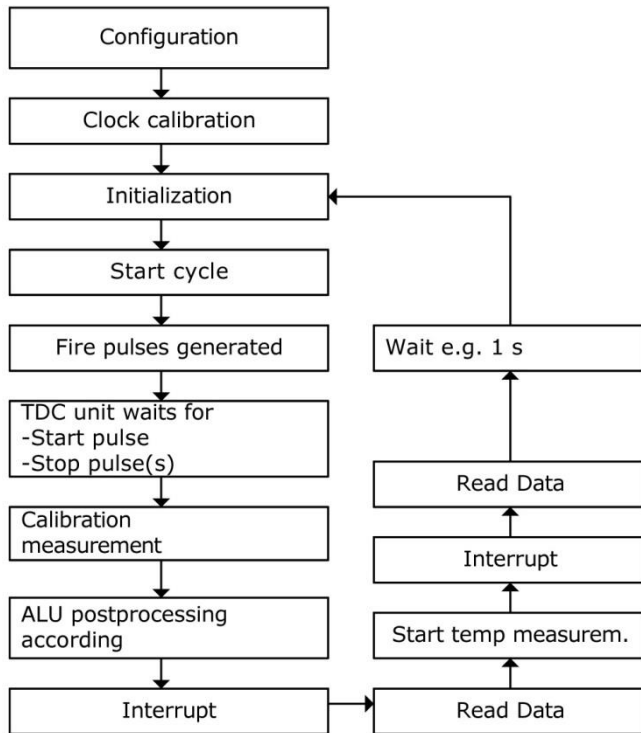 Configuration
Clock calibration
Initialization
Start cycle
Fire pulses generated
TDC unit waits for
-Start pulse
-Stop pulse(s)
Calibration
measurement
ALU postprocessing
according
Interrupt
Read Data
Start temp measurem.
Interrupt
Read Data
Wait e.g. 1 s